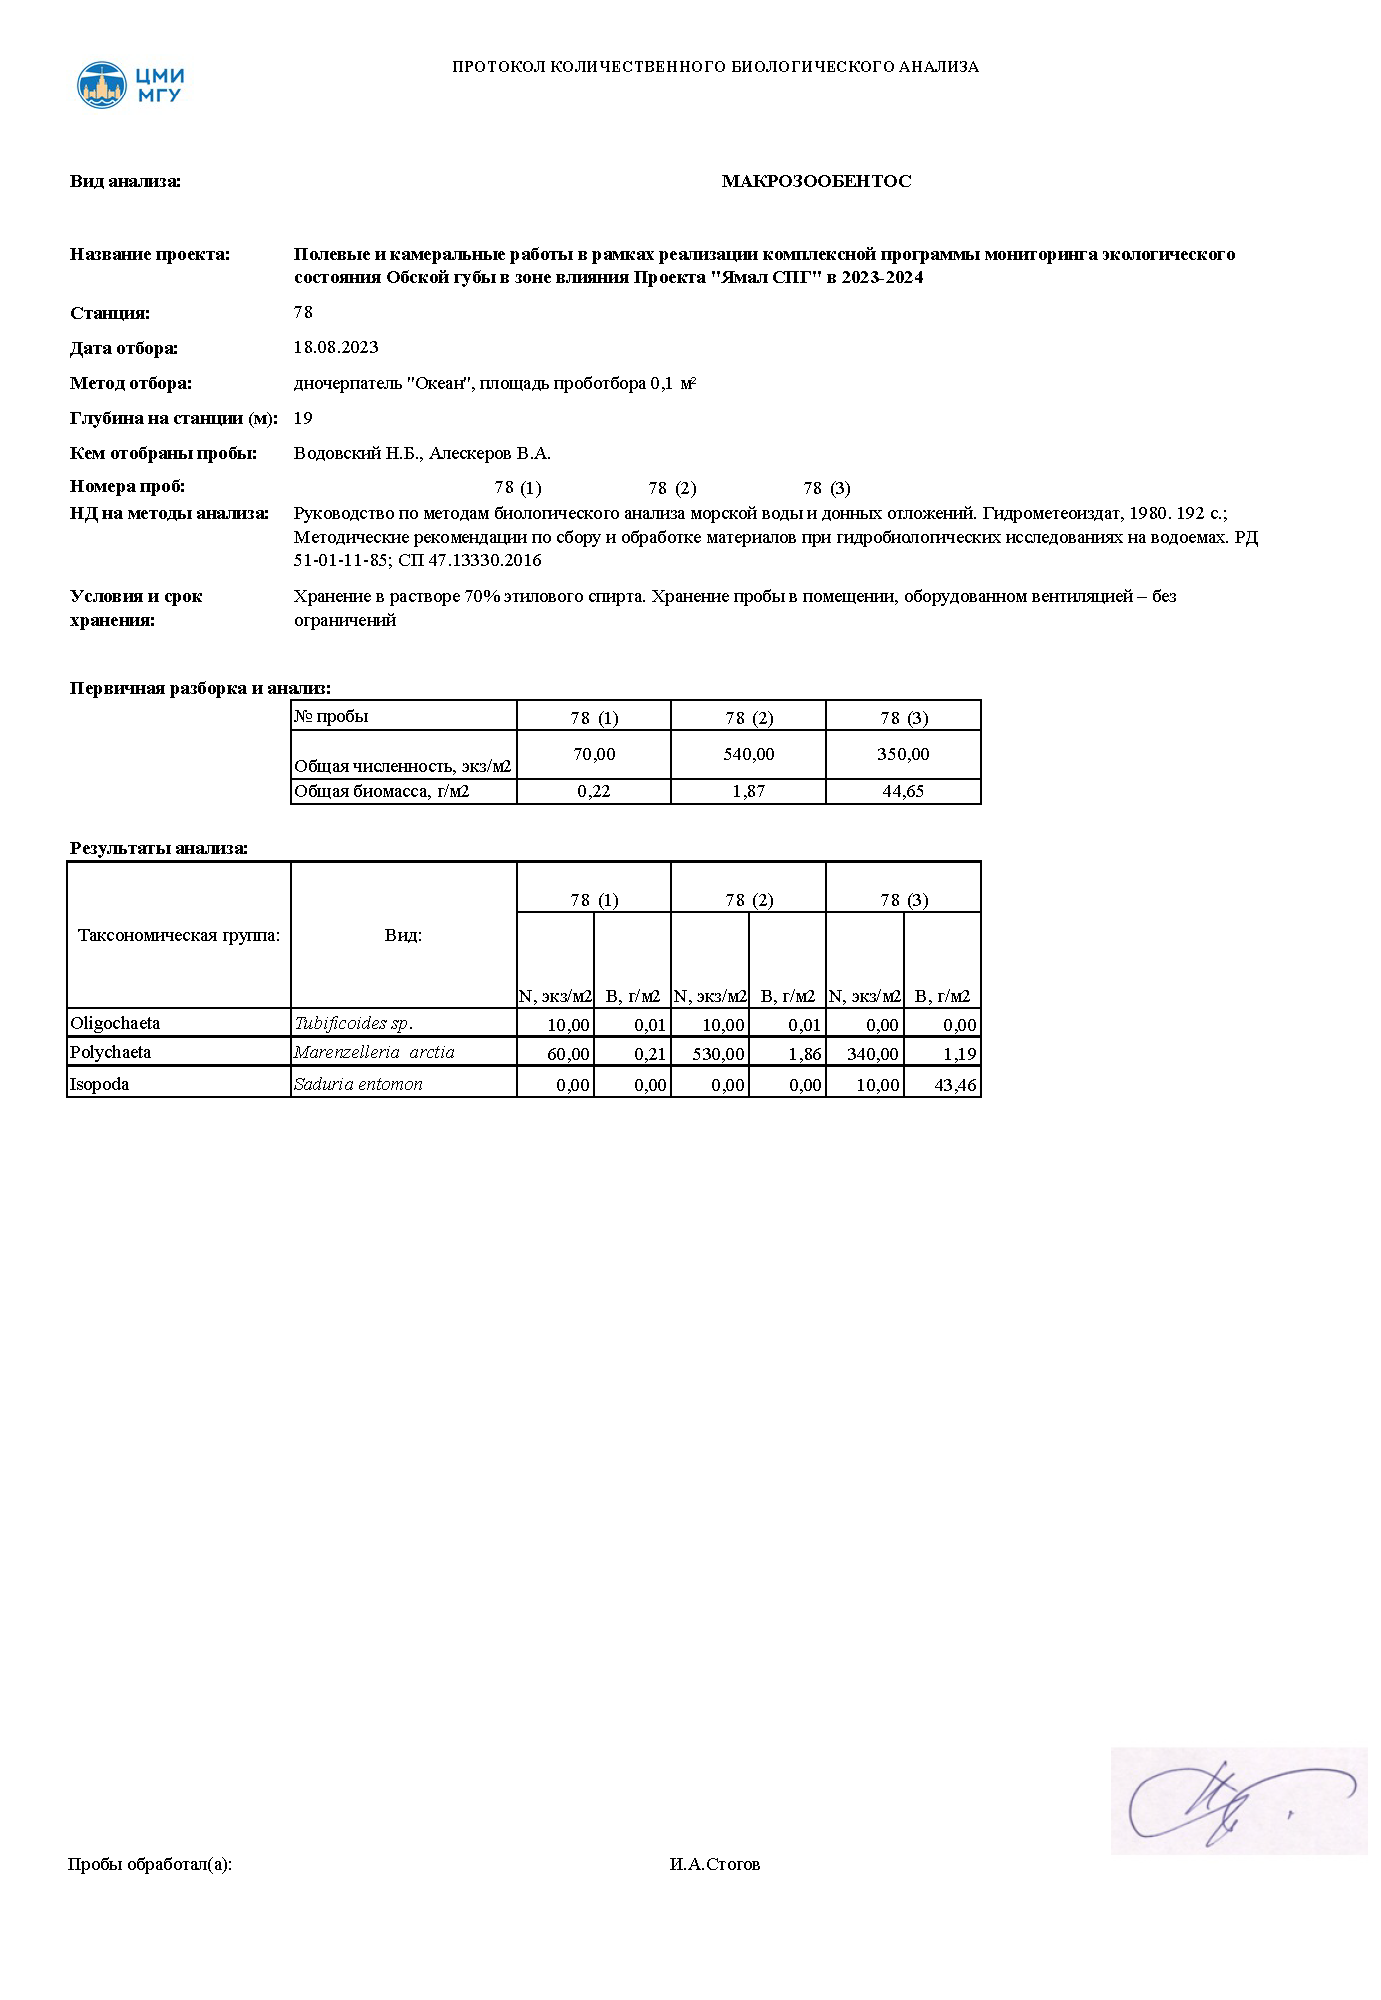 ЦМИ
МГУ
ПРОТОКОЛ КОЛИЧЕСТВЕННОГО БИОЛОГИЧЕСКОГО АНАЛИЗА
Вид анализа: МАКРОЗООБЕНТОС
Название проекта: Полевые и камеральные работы в рамках реализации комплексной программы мониторинга экологического
состояния Обской губы в зоне влияния Проекта "Ямал СПГ" в 2023-2024
Станция: 78
Дата отбора: 18.08.2023
Метод отбора: дночерпатель "Океан", площадь проботбора 0,1 м²
Глубина на станции (м): 19
Кем отобраны пробы: Водовский Н.Б., Алескеров В.А.
Номера проб: 78 (1) 78 (2) 78 (3)
НД на методы анализа: Руководство по методам биологического анализа морской воды и донных отложений. Гидрометеоиздат, 1980. 192 с.;
Методические рекомендации по сбору и обработке материалов при гидробиологических исследованиях на водоемах. РД
51-01-11-85; СП 47.13330.2016
Условия и срок Хранение в растворе 70% этилового спирта. Хранение пробы в помещении, оборудованном вентиляцией – без
хранения: ограничений
Первичная разборка и анализ:
№ пробы 78 (1) 78 (2) 78 (3)
Общая численность, экз/м2 70,00 540,00 350,00
Общая биомасса, г/м2 0,22 1,87 44,65
Результаты анализа:
Таксономическая группа: Вид: 78 (1) 78 (2) 78 (3)
N, экз/м2 B, г/м2 N, экз/м2 B, г/м2 N, экз/м2 B, г/м2
Oligochaeta Tubificoides sp. 10,00 0,01 10,00 0,01 0,00 0,00
Polychaeta Marenzelleria arctia 60,00 0,21 530,00 1,86 340,00 1,19
Isopoda Saduria entomon 0,00 0,00 0,00 0,00 10,00 43,46
Пробы обработал(а): И.А.Стогов